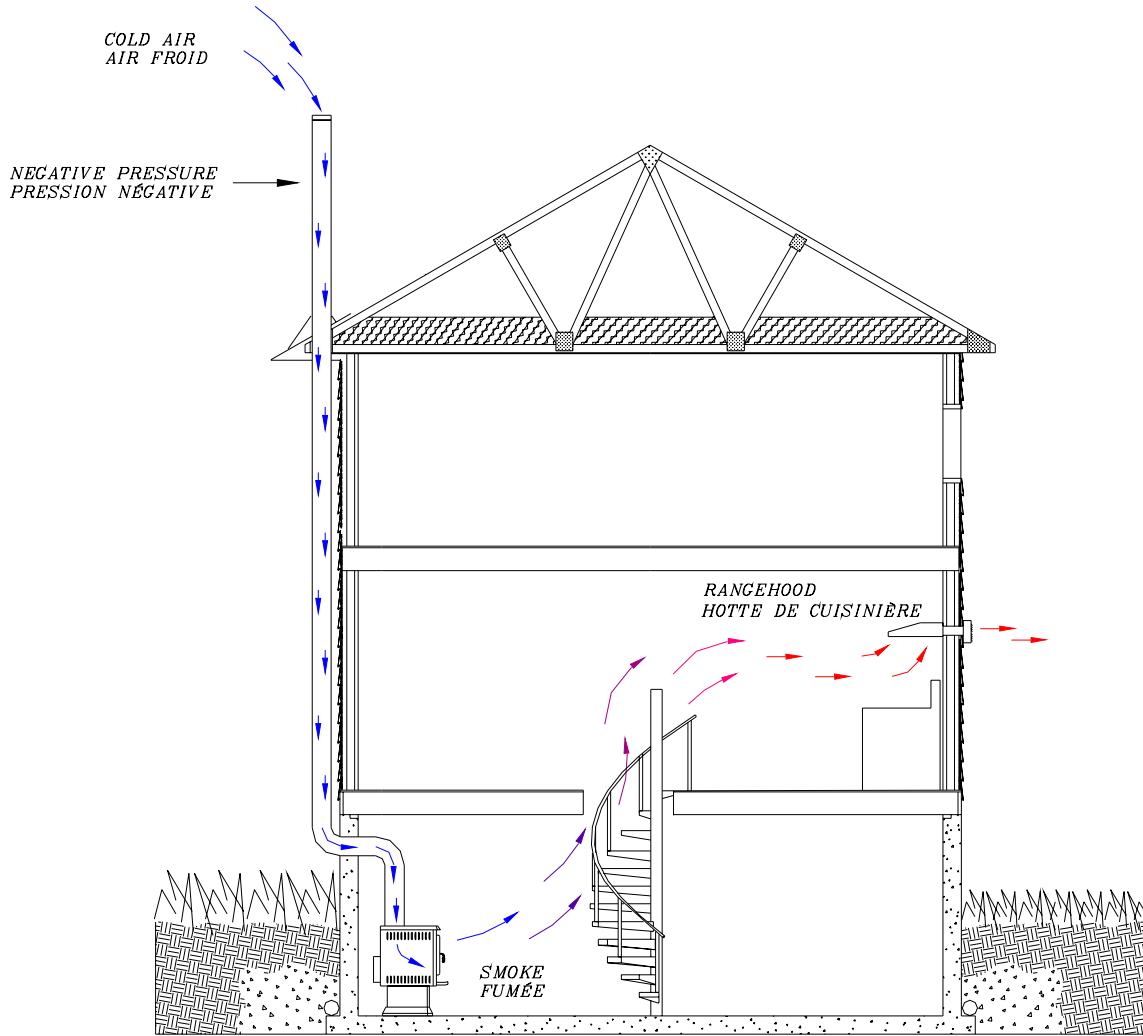 COLD AIR
AIR FROID
NEGATIVE PRESSURE
PRESSION NÉGATIVE
RANGEHOOD
HOTTE DE CUISINIÈRE
SMOKE
FUMÉE